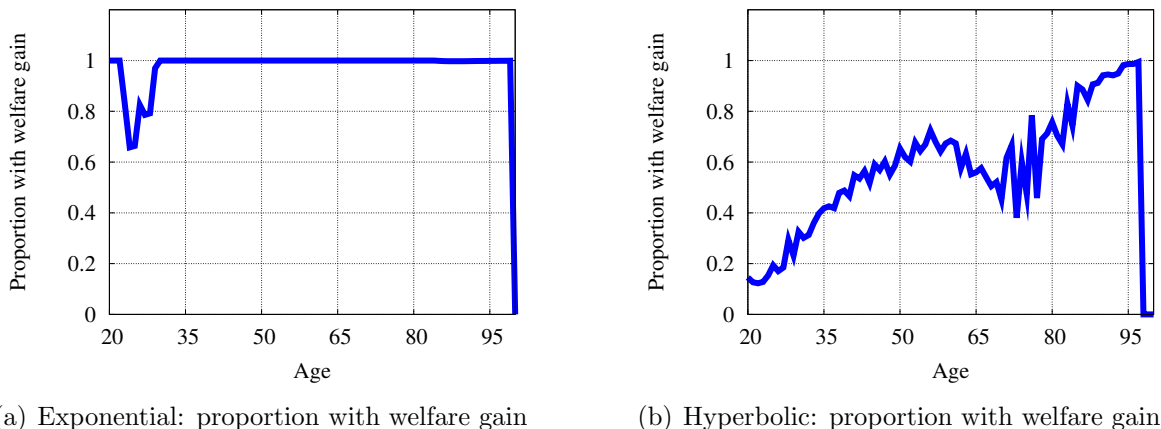 Proportion with welfare gain
1
0.8
0.6
0.4
0.2
0
20 35 50 65 80 95
Age
(a) Exponential: proportion with welfare gain
Proportion with welfare gain
1
0.8
0.6
0.4
0.2
0
20 35 50 65 80 95
Age
(b) Hyperbolic: proportion with welfare gain